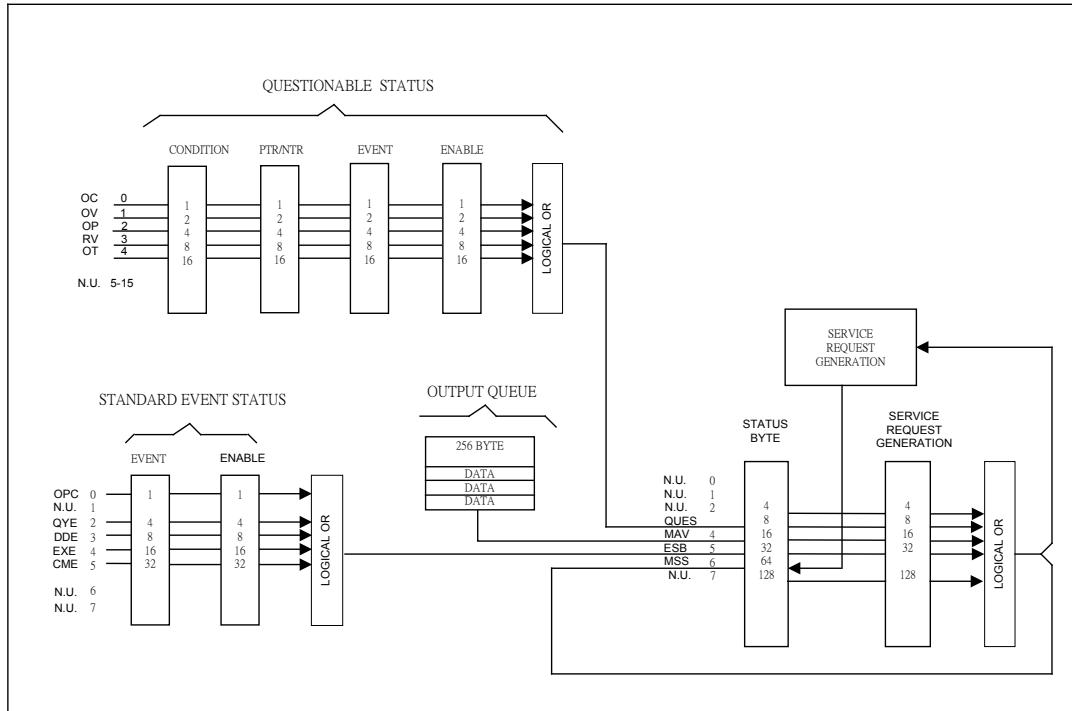 QUESTIONABLE STATUS
CONDITION PTR/NTR EVENT ENABLE
OC 0 1 1 1 1
OV 1 2 2 2 2
OP 2 4 4 4 4
RV 3 8 8 8 8
OT 4 16 16 16 16
N.U. 5-15
LOGICAL OR
STANDARD EVENT STATUS
EVENT ENABLE
OPC 0 1 1
N.U. 1
QYE 2 4 4
DDE 3 8 8
EXE 4 16 16
CME 5 32 32
N.U. 6
N.U. 7
LOGICAL OR
OUTPUT QUEUE
256 BYTE
DATA
DATA
DATA
SERVICE
REQUEST
GENERATION
STATUS
BYTE
SERVICE
REQUEST
GENERATION
N.U. 0
N.U. 1
N.U. 2 4 4
QUES 8 8
MAV 4 16 16
ESB 5 32 32
MSS 6 64
N.U. 7 128 128
LOGICAL OR